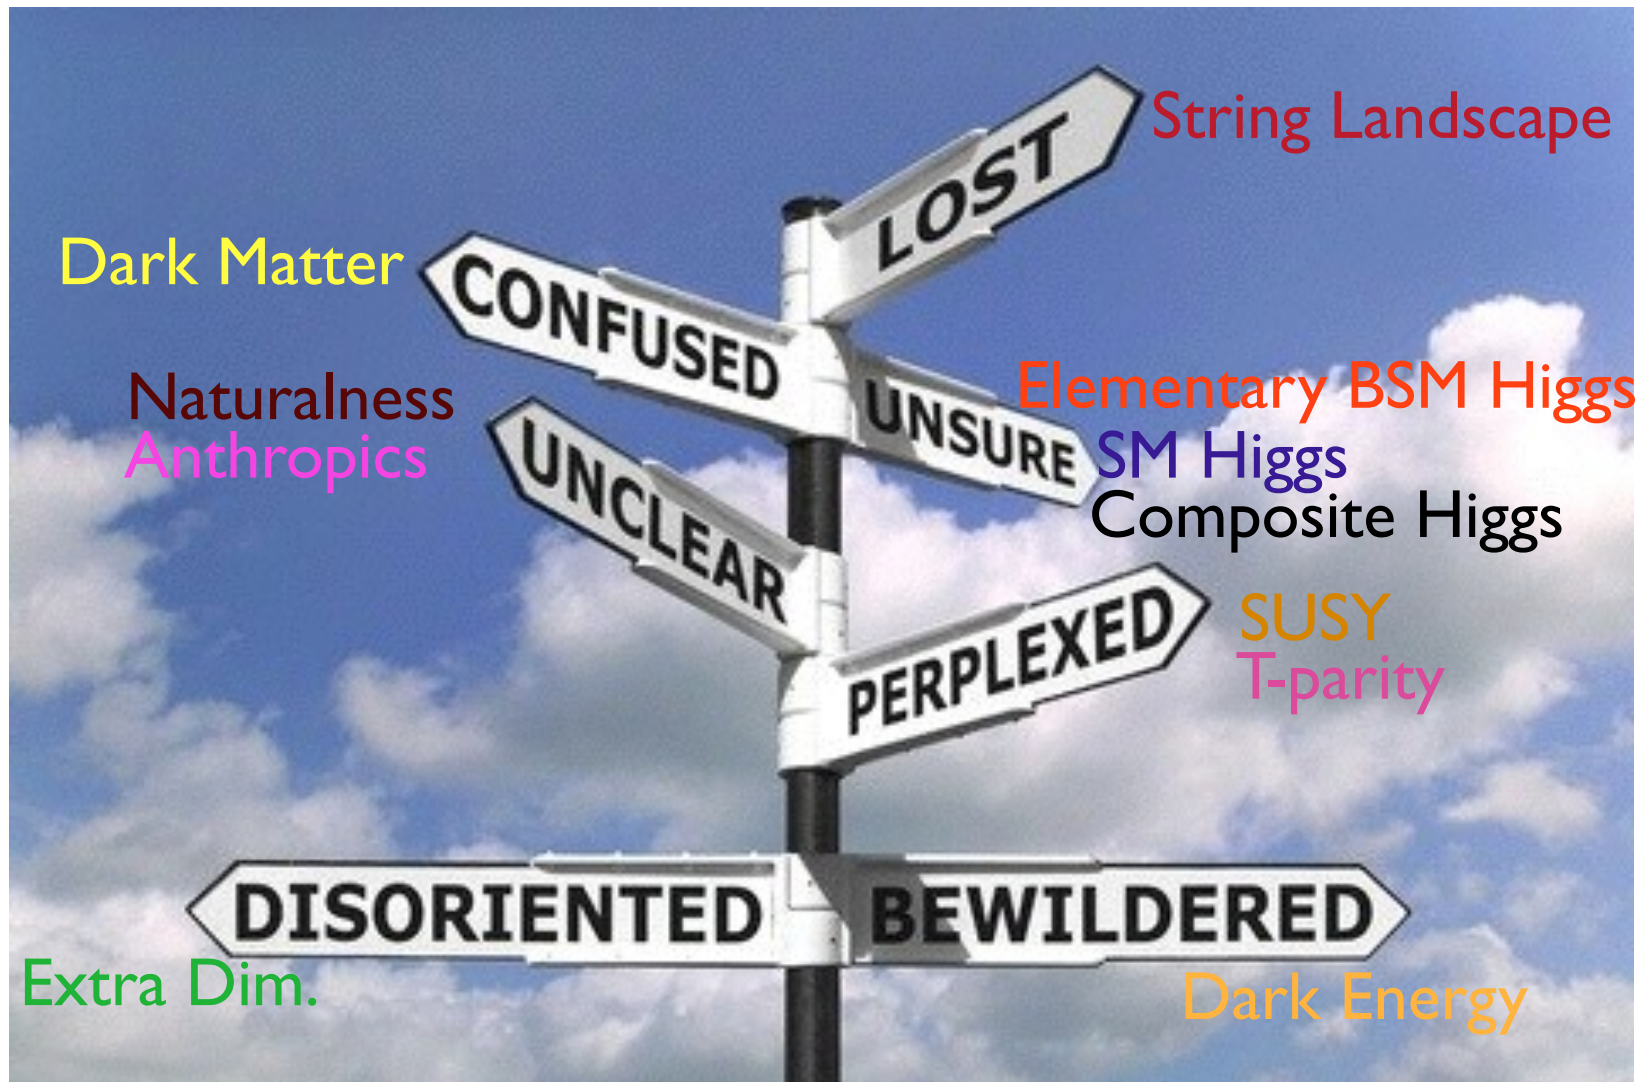 String Landscape
LOST
Dark Matter
CONFUSED
Elementary BSM Higgs
UNSURE
SM Higgs
Composite Higgs
Naturalness
Anthropics
UNCLEAR
SUSY
T-parity
PERPLEXED
DISORIENTED
BEWILDERED
Extra Dim.
Dark Energy